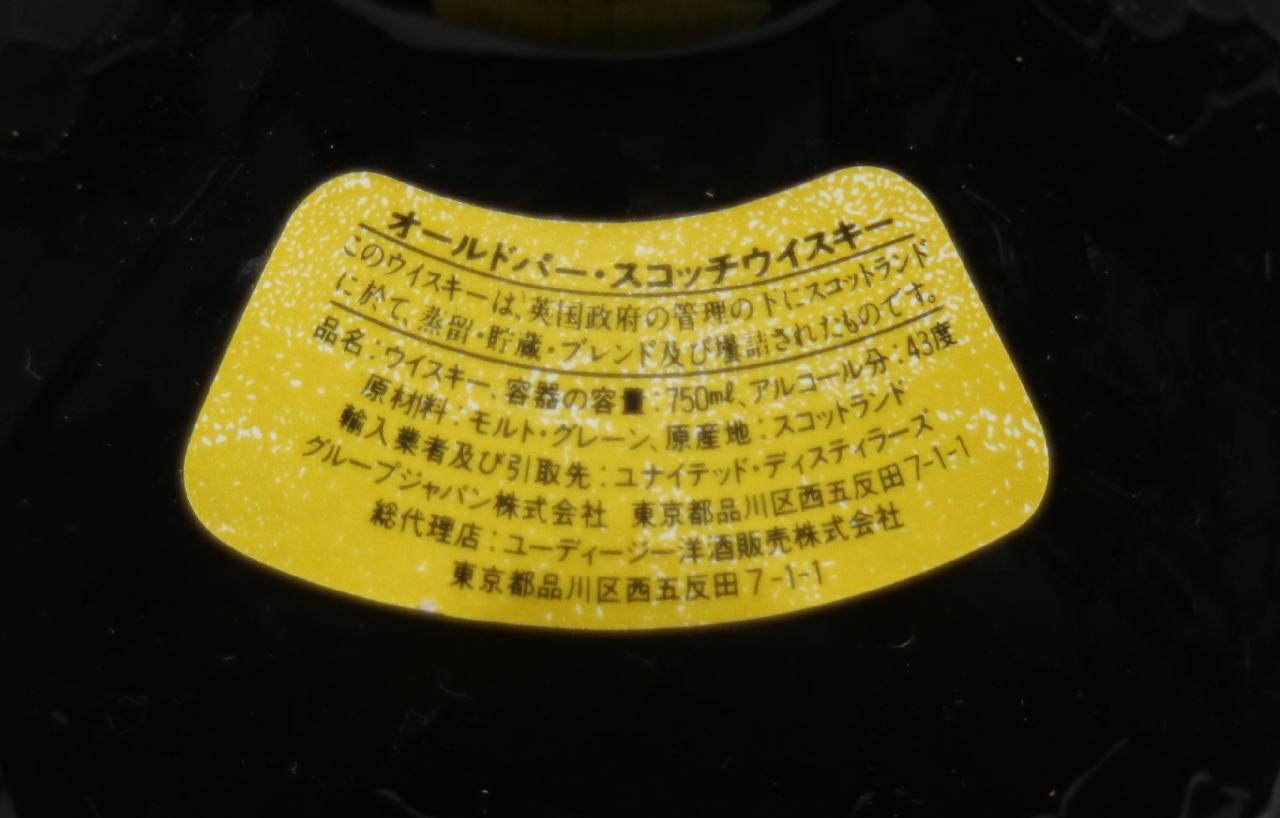 オールドパー・スコッチウイスキー
このウイスキーは、英国政府の管理の下にスコットランド
に於て、蒸留・貯蔵・ブレンド及び壜詰されたものです。
品名：ウイスキー、容器の容量：750mℓ、アルコール分：43度
原材料：モルト・グレーン、原産地：スコットランド
輸入業者及び引取先：ユナイテッド・ディスティラーズ
グループジャパン株式会社 東京都品川区西五反田7-1-1
総代理店：ユーディージー洋酒販売株式会社
東京都品川区西五反田7-1-1